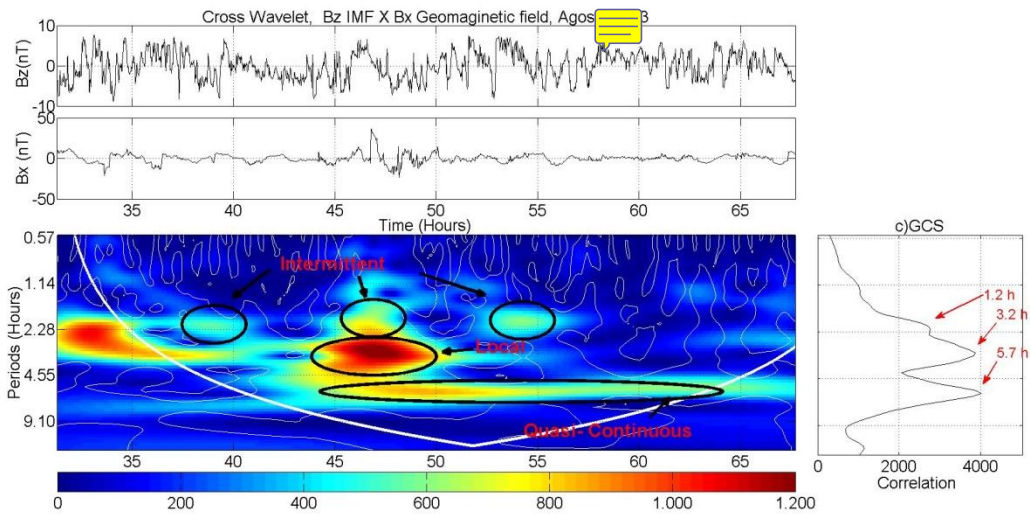 Cross Wavelet, Bz IMF X Bx Geomagnetic field, Agos
10
0
-10
Bz(nT)
50
0
-50
Bx (nT)
35 40 45 50 55 60 65
Time (Hours)
c)GCS
0.57
1.14
2.28
4.55
9.10
Periods (Hours)
Intermittent
Local
Quasi- Continuous
1.2 h
3.2 h
5.7 h
35 40 45 50 55 60 65
0 2000 4000
Correlation
0 200 400 600 800 1.000 1.200